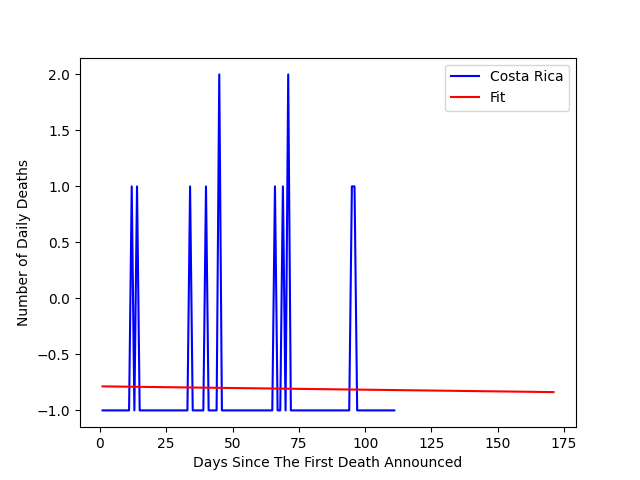 Costa Rica
Fit
2.0
1.5
1.0
0.5
0.0
−0.5
−1.0
Number of Daily Deaths
0 25 50 75 100 125 150 175
Days Since The First Death Announced